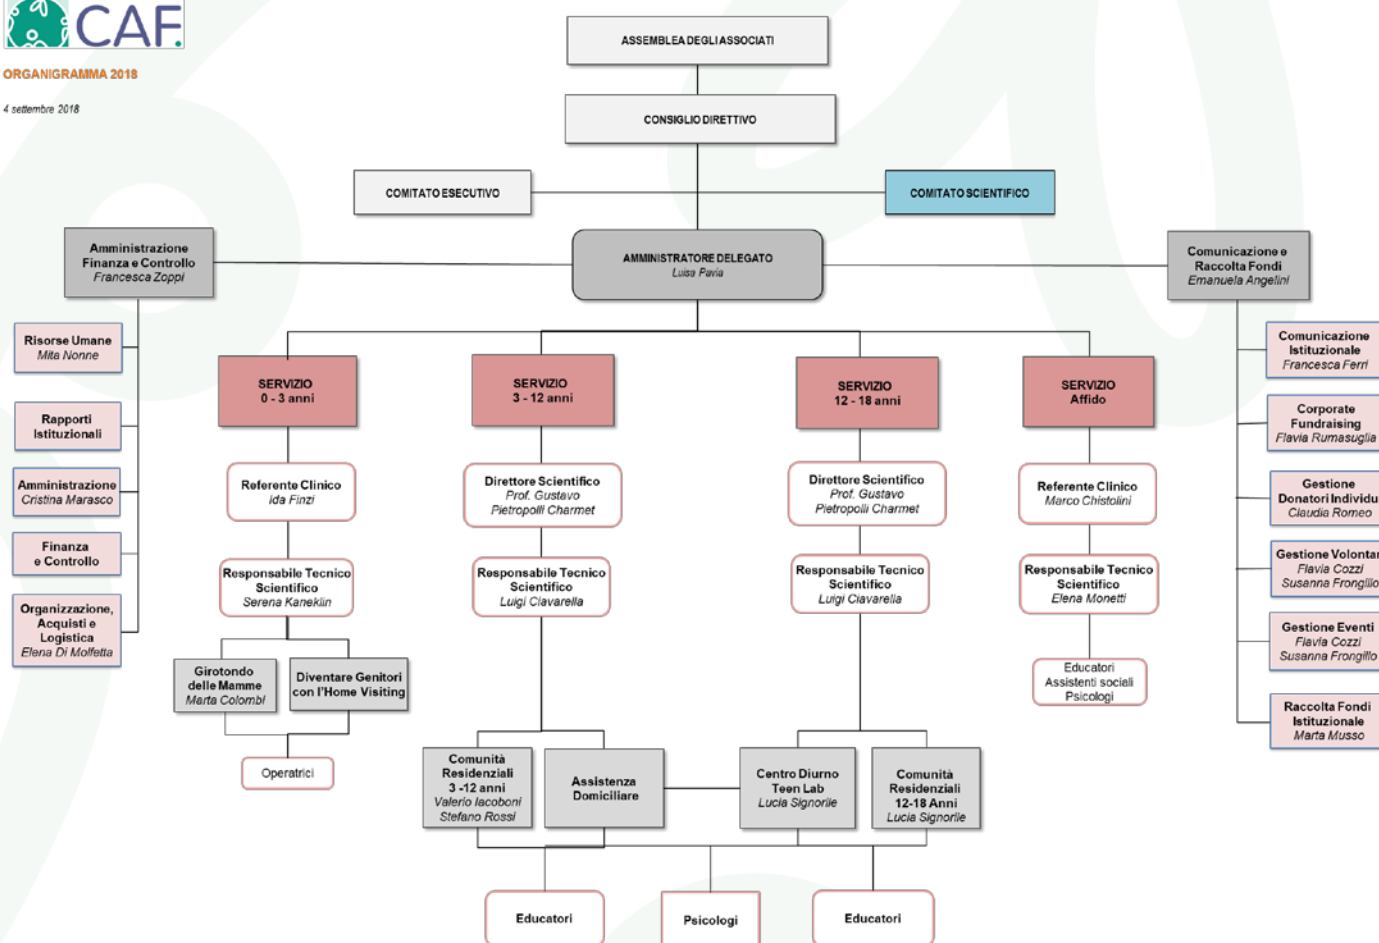 CAF.
ORGANIGRAMMA 2018
4 settembre 2018
ASSEMBLEA DEGLI ASSOCIATI
CONSIGLIO DIRETTIVO
COMITATO ESECUTIVO
COMITATO SCIENTIFICO
Amministrazione
Finanza e Controllo
Francesca Zoppi
AMMINISTRATORE DELEGATO
Luisa Pavia
Comunicazione e
Raccolta Fondi
Emanuela Angelini
Risorse Umane
Mita Nonne
Rapporti
Istituzionali
Amministrazione
Cristina Marasco
Finanza
e Controllo
Organizzazione,
Acquisti e
Logistica
Elena Di Molfetta
SERVIZIO
0 - 3 anni
Referente Clinico
Ida Finzi
Responsabile Tecnico
Scientifico
Serena Kaneklin
Girotondo
delle Mamme
Marta Colombi
Diventare Genitori
con l'Home Visiting
Operatrici
SERVIZIO
3 - 12 anni
Direttore Scientifico
Prof. Gustavo
Pietropolli Charmet
Responsabile Tecnico
Scientifico
Luigi Ciavarella
Comunità
Residenziali
3 -12 anni
Valerio Iacoboni
Stefano Rossi
Assistenza
Domiciliare
SERVIZIO
12 - 18 anni
Direttore Scientifico
Prof. Gustavo
Pietropolli Charmet
Responsabile Tecnico
Scientifico
Luigi Ciavarella
Centro Diurno
Teen Lab
Lucia Signorile
Comunità
Residenziali
12-18 Anni
Lucia Signorile
Educatori
Psicologi
Educatori
SERVIZIO
Affido
Referente Clinico
Marco Chistolini
Responsabile Tecnico
Scientifico
Elena Monetti
Educatori
Assistenti sociali
Psicologi
Comunicazione
Istituzionale
Francesca Ferri
Corporate
Fundraising
Flavia Rumasuglia
Gestione
Donatori Individu
Claudia Romeo
Gestione Volontar
Flavia Cozzi
Susanna Frongillo
Gestione Eventi
Flavia Cozzi
Susanna Frongillo
Raccolta Fondi
Istituzionale
Marta Musso